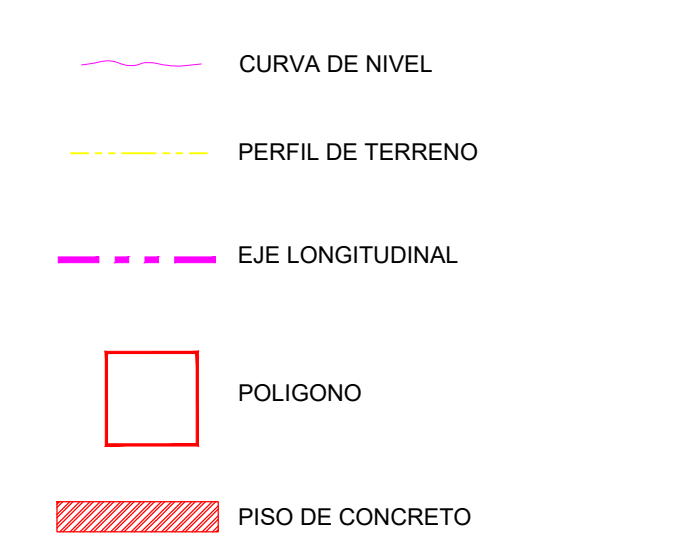 CURVA DE NIVEL
PERFIL DE TERRENO
EJE LONGITUDINAL
POLIGONO
PISO DE CONCRETO